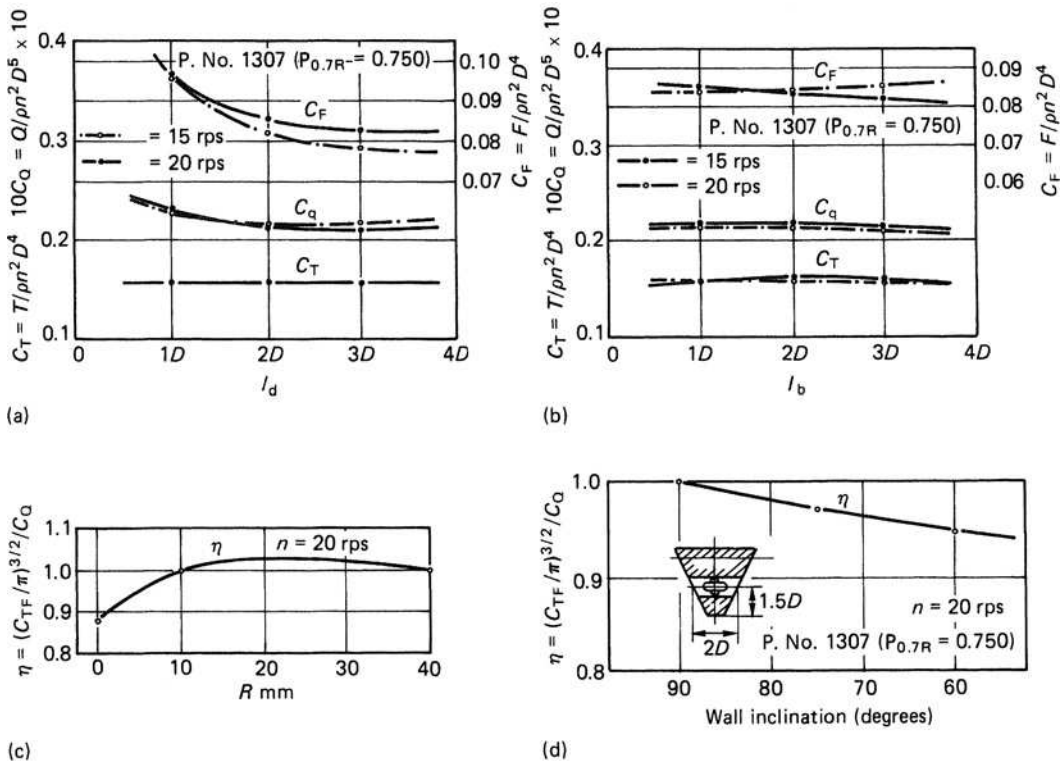 C_T = T/ρn²D⁴ 10C_Q = Q/ρn²D⁵ x 10
0.4
0.3
0.2
0.1
P. No. 1307 (P₀.₇R = 0.750)
= 15 rps
= 20 rps
C_F
C_q
C_T
0.10
0.09
0.08
0.07
C_F = F/ρn²D⁴
0
1D
2D
3D
4D
l_d
(a)
C_T = T/ρn²D⁴ 10C_Q = Q/ρn²D⁵ x 10
0.4
0.3
0.2
0.1
C_F
P. No. 1307 (P₀.₇R = 0.750)
= 15 rps
= 20 rps
C_q
C_T
0.09
0.08
0.07
0.06
C_F = F/ρn²D⁴
0
1D
2D
3D
4D
l_b
(b)
η = (C_TF/π)^3/2/C_Q
1.1
1.0
0.9
0.8
η
n = 20 rps
0
10
20
30
40
R mm
(c)
η = (C_TF/π)^3/2/C_Q
1.0
0.9
0.8
η
1.5D
2D
n = 20 rps
P. No. 1307 (P₀.₇R = 0.750)
90
80
70
60
Wall inclination (degrees)
(d)